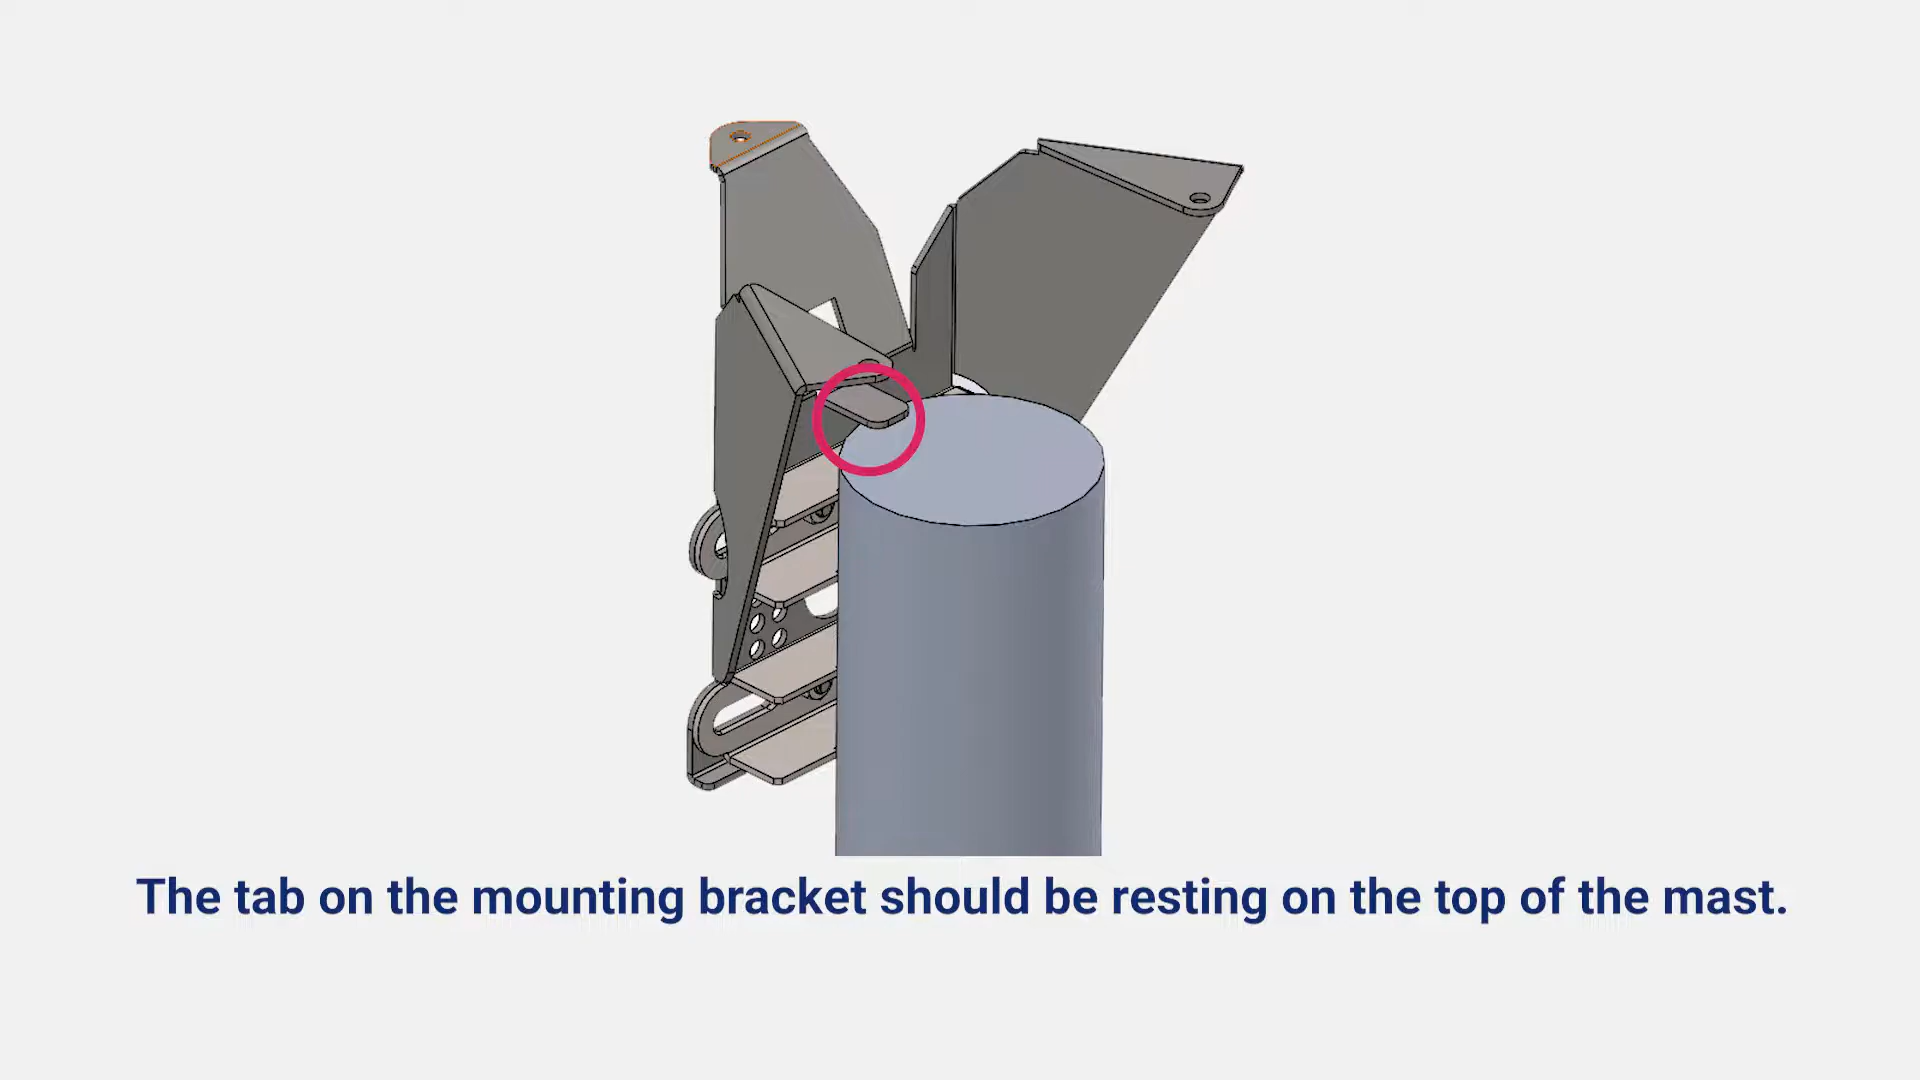 The tab on the mounting bracket should be resting on the top of the mast.